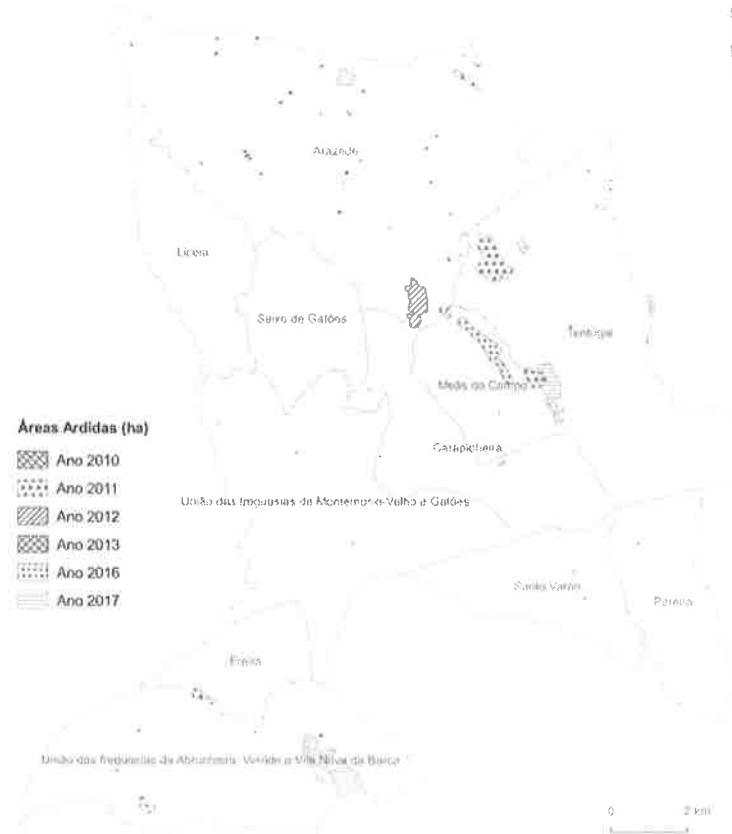 Arazede
Liceia
Seixo de Gatões
Tentúgal
Meãs do Campo
Carapicheira
Áreas Ardidas (ha)
Ano 2010
Ano 2011
Ano 2012
Ano 2013
Ano 2016
Ano 2017
União das freguesias de Montemor-o-Velho e Gatões
Santo Varão
Pereira
Ereira
União das freguesias de Abrunheira, Verride e Vila Nova da Barca
0 2 km